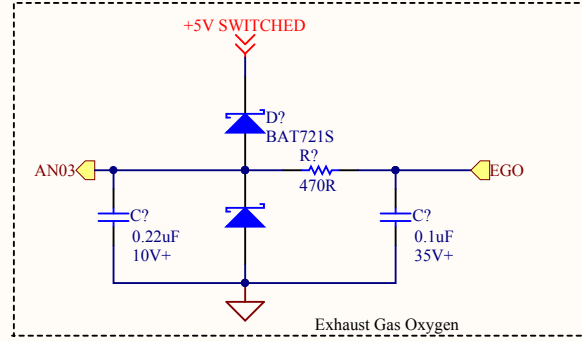 +5V SWITCHED
D?
BAT721S
AN03
R?
470R
EGO
C?
0.22uF
10V+
C?
0.1uF
35V+
Exhaust Gas Oxygen